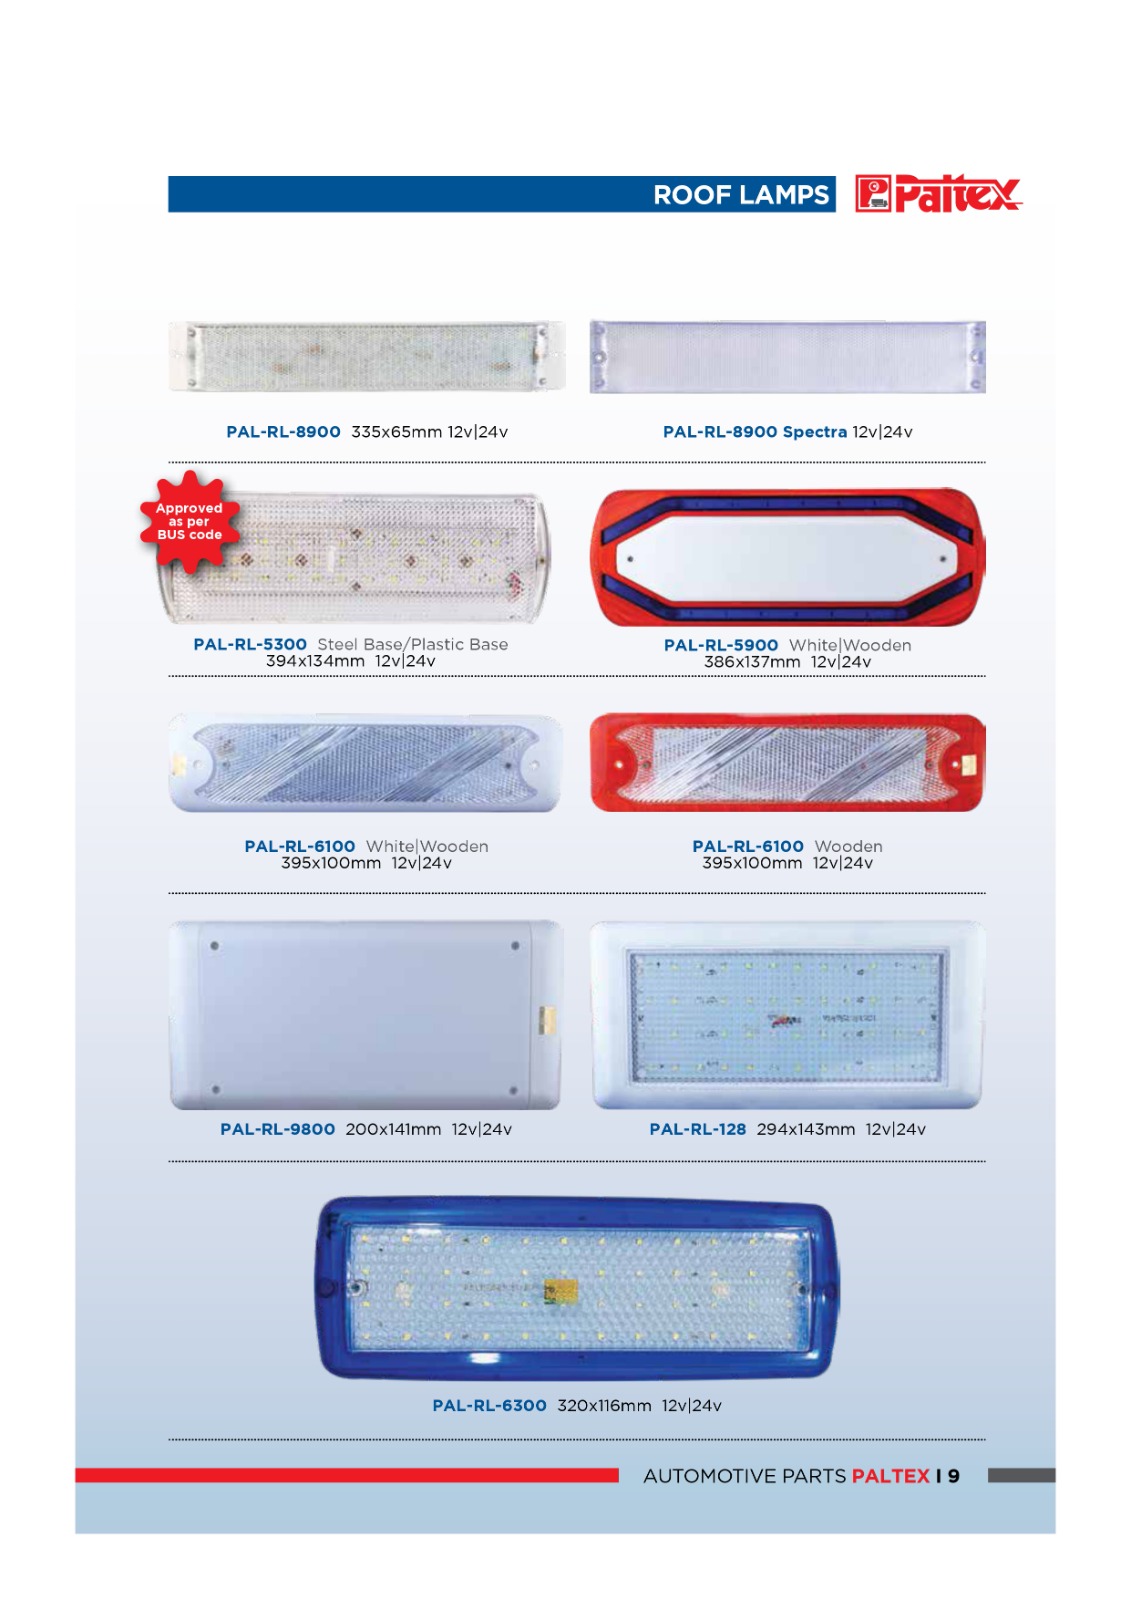 ROOF LAMPS
Paltex
PAL-RL-8900 335x65mm 12v|24v
PAL-RL-8900 Spectra 12v|24v
Approved
as per
BUS code
PAL-RL-5300 Steel Base/Plastic Base
394x134mm 12v|24v
PAL-RL-5900 White|Wooden
386x137mm 12v|24v
PAL-RL-6100 White|Wooden
395x100mm 12v|24v
PAL-RL-6100 Wooden
395x100mm 12v|24v
PAL-RL-9800 200x141mm 12v|24v
PAL-RL-128 294x143mm 12v|24v
PAL-RL-6300 320x116mm 12v|24v
AUTOMOTIVE PARTS PALTEX I 9